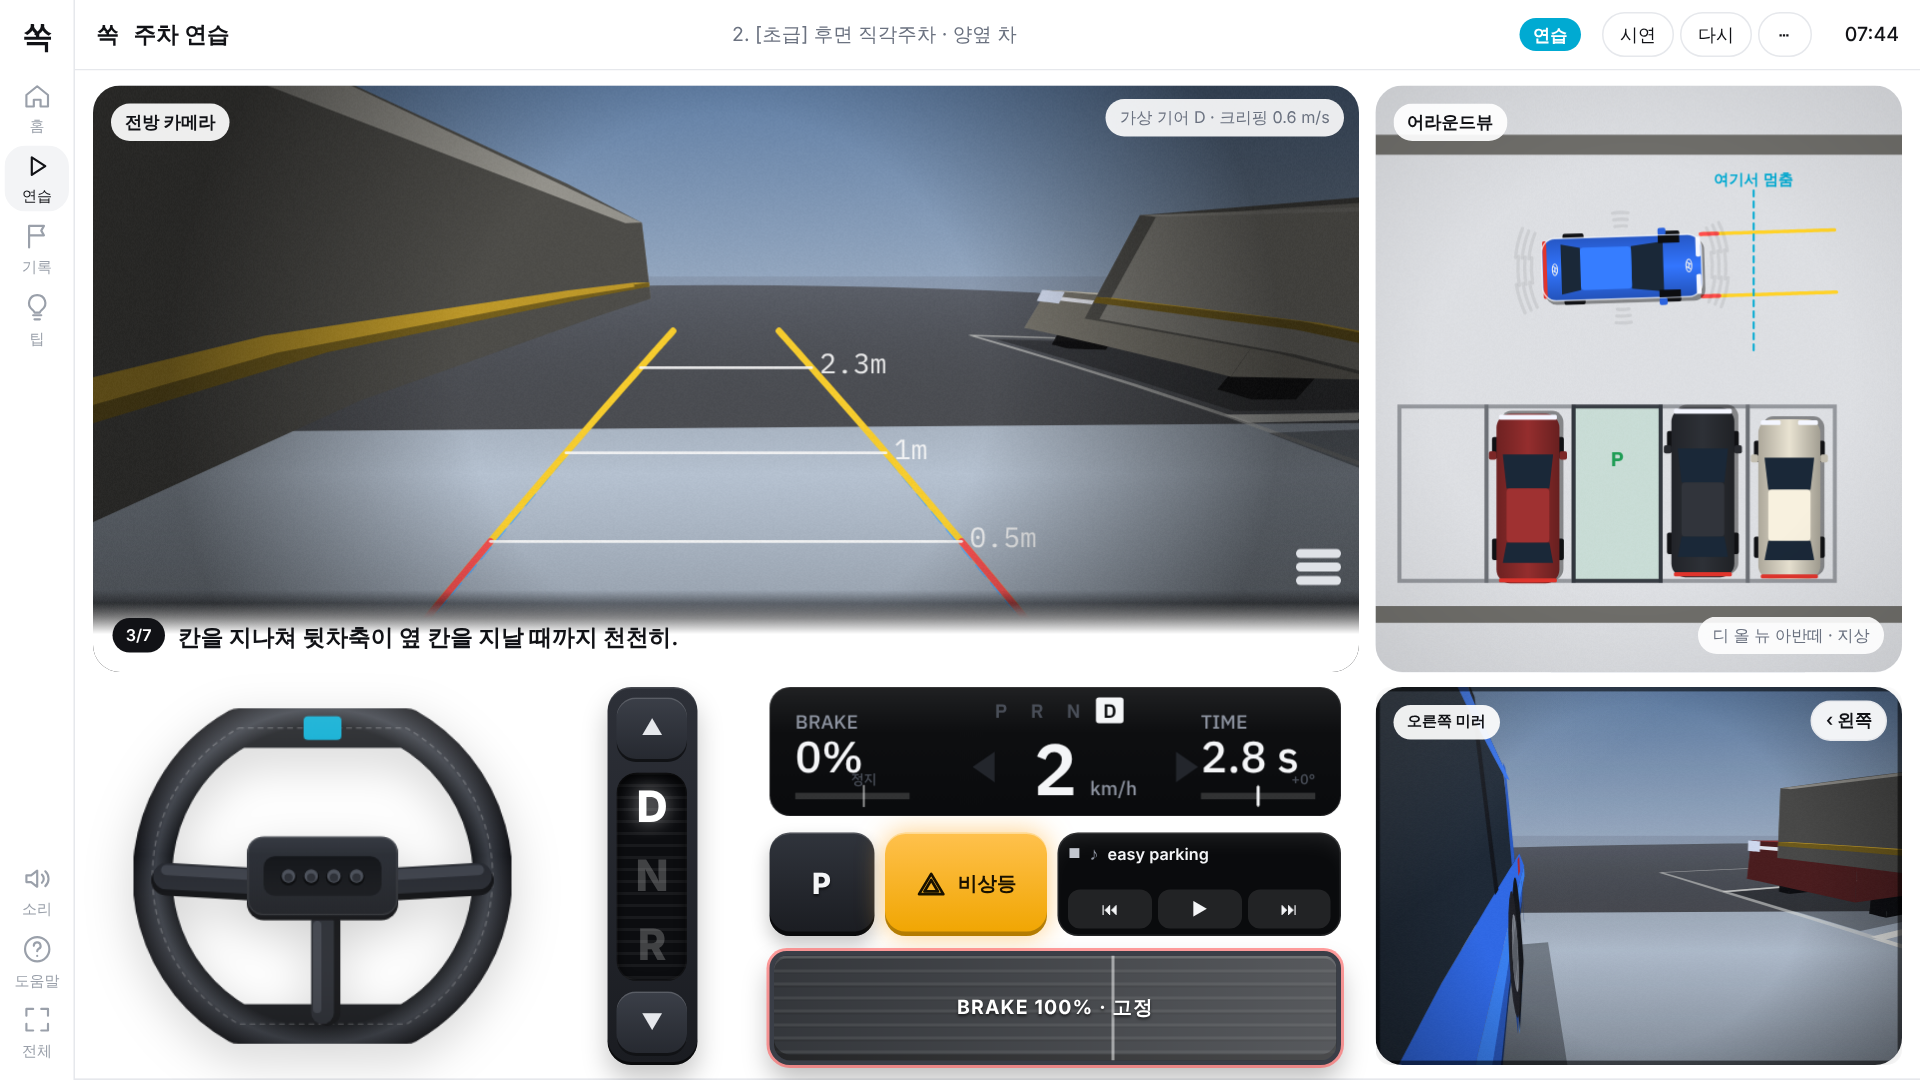 쏙
홈
연습
기록
팁
소리
도움말
전체
쏙 주차 연습
2. [초급] 후면 직각주차 · 양옆 차
연습
시연
다시
···
07:44
전방 카메라
가상 기어 D · 크리핑 0.6 m/s
2.3m
1m
0.5m
3/7 칸을 지나쳐 뒷차축이 옆 칸을 지날 때까지 천천히.
어라운드뷰
여기서 멈춤
P
디 올 뉴 아반떼 · 지상
D
N
R
P R N D
BRAKE
0%
정지
2 km/h
TIME
2.8 s
+0°
P
비상등
♪ easy parking
BRAKE 100% · 고정
오른쪽 미러
‹ 왼쪽